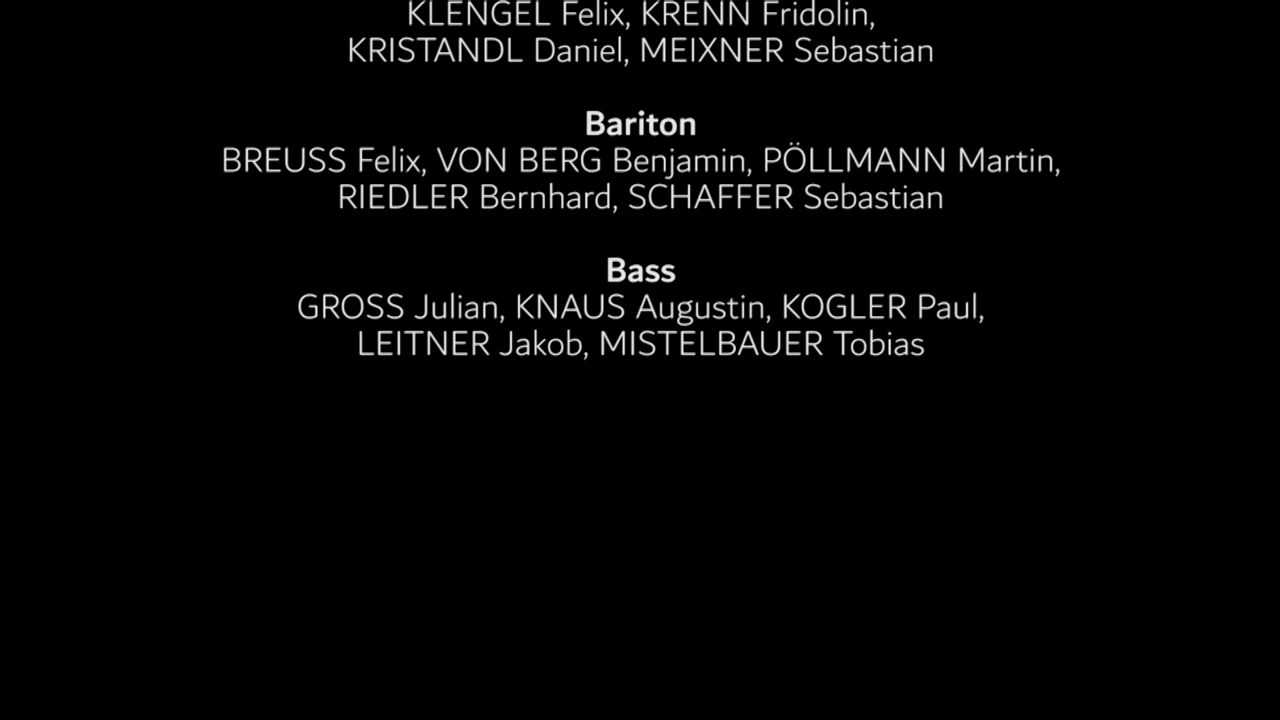 KLENGEL Felix, KRENN Fridolin,
KRISTANDL Daniel, MEIXNER Sebastian
Bariton
BREUSS Felix, VON BERG Benjamin, PÖLLMANN Martin,
RIEDLER Bernhard, SCHAFFER Sebastian
Bass
GROSS Julian, KNAUS Augustin, KOGLER Paul,
LEITNER Jakob, MISTELBAUER Tobias